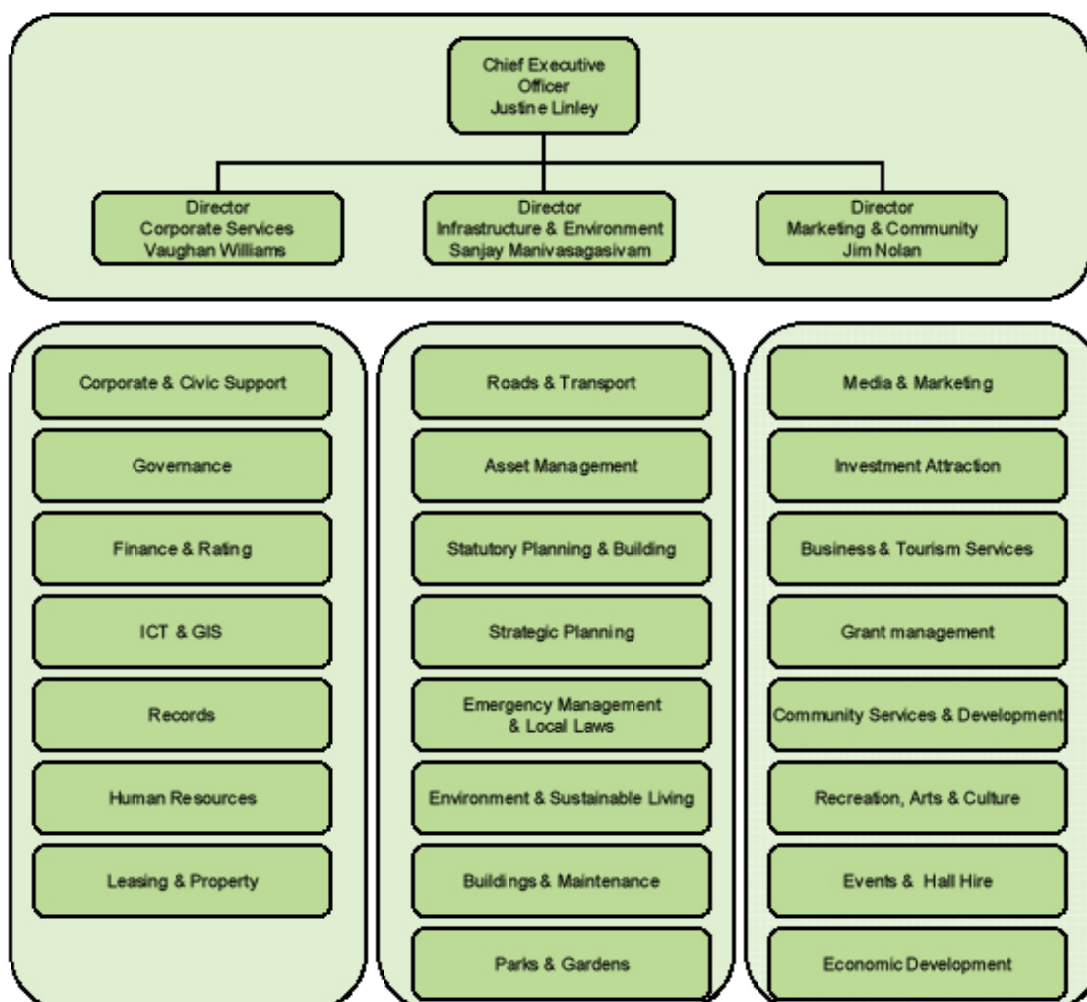 Chief Executive
Officer
Justine Linley
Director
Corporate Services
Vaughan Williams
Director
Infrastructure & Environment
Sanjay Manivasagasivam
Director
Marketing & Community
Jim Nolan
Corporate & Civic Support
Governance
Finance & Rating
ICT & GIS
Records
Human Resources
Leasing & Property
Roads & Transport
Asset Management
Statutory Planning & Building
Strategic Planning
Emergency Management
& Local Laws
Environment & Sustainable Living
Buildings & Maintenance
Parks & Gardens
Media & Marketing
Investment Attraction
Business & Tourism Services
Grant management
Community Services & Development
Recreation, Arts & Culture
Events & Hall Hire
Economic Development